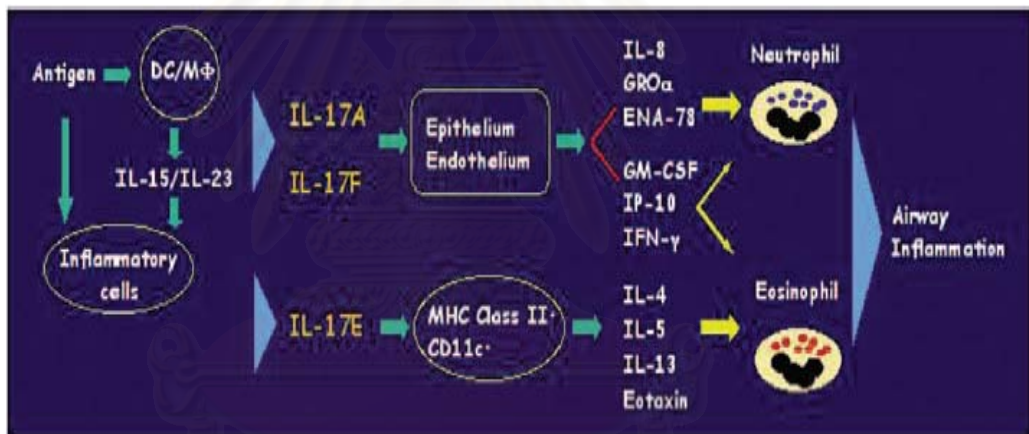 Antigen
DC/MΦ
IL-15/IL-23
Inflammatory
cells
IL-17A
IL-17F
IL-17E
Epithelium
Endothelium
MHC Class II-
CD11c-
IL-8
GROα
ENA-78
GM-CSF
IP-10
IFN-γ
IL-4
IL-5
IL-13
Eotaxin
Neutrophil
Eosinophil
Airway
Inflammation